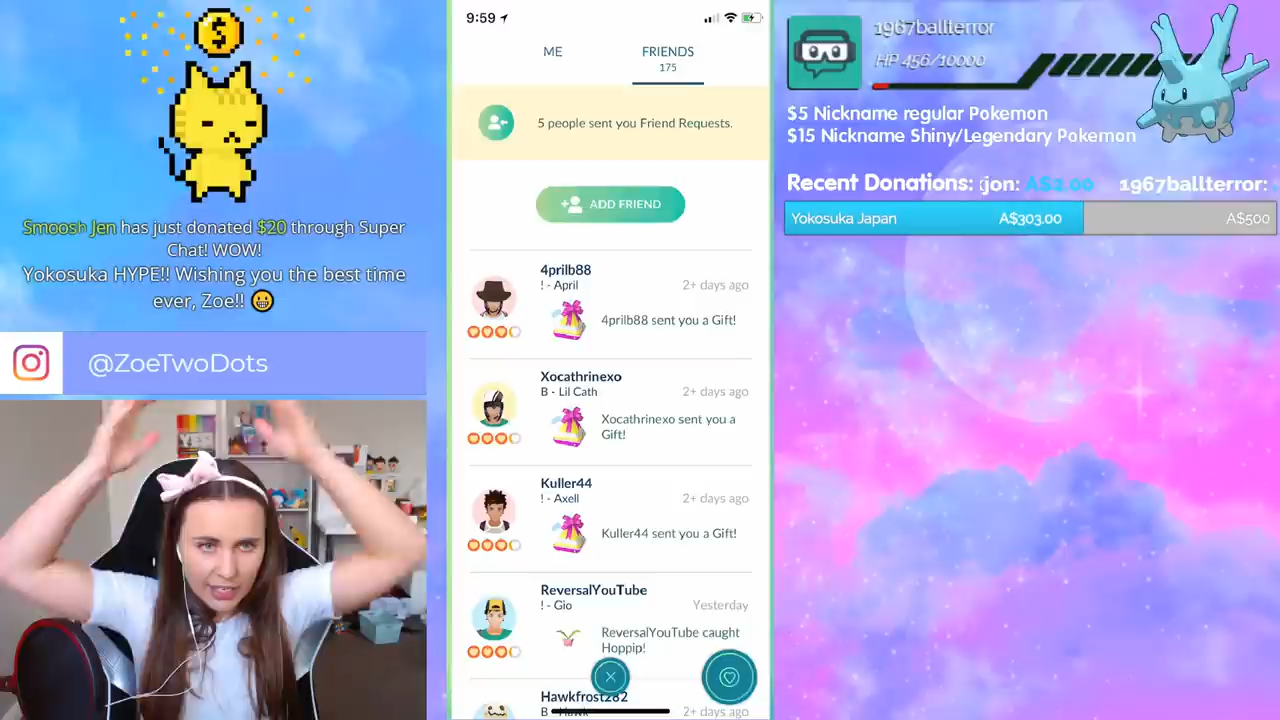 Smoosh Jen has just donated $20 through Super
Chat! WOW!
Yokosuka HYPE!! Wishing you the best time
ever, Zoe!! 😀
@ZoeTwoDots
9:59
ME
FRIENDS
175
5 people sent you Friend Requests.
ADD FRIEND
4prilb88
! - April
2+ days ago
4prilb88 sent you a Gift!
Xocathrinexo
B - Lil Cath
2+ days ago
Xocathrinexo sent you a
Gift!
Kuller44
! - Axell
2+ days ago
Kuller44 sent you a Gift!
ReversalYouTube
! - Gio
Yesterday
ReversalYouTube caught
Hoppip!
Hawkfrost282
B - Hawk
2+ days ago
1967ballterror
HP 456/10000
$5 Nickname regular Pokemon
$15 Nickname Shiny/Legendary Pokemon
Recent Donations: jon: A$2.00 1967ballterror:
Yokosuka Japan A$303.00 A$500